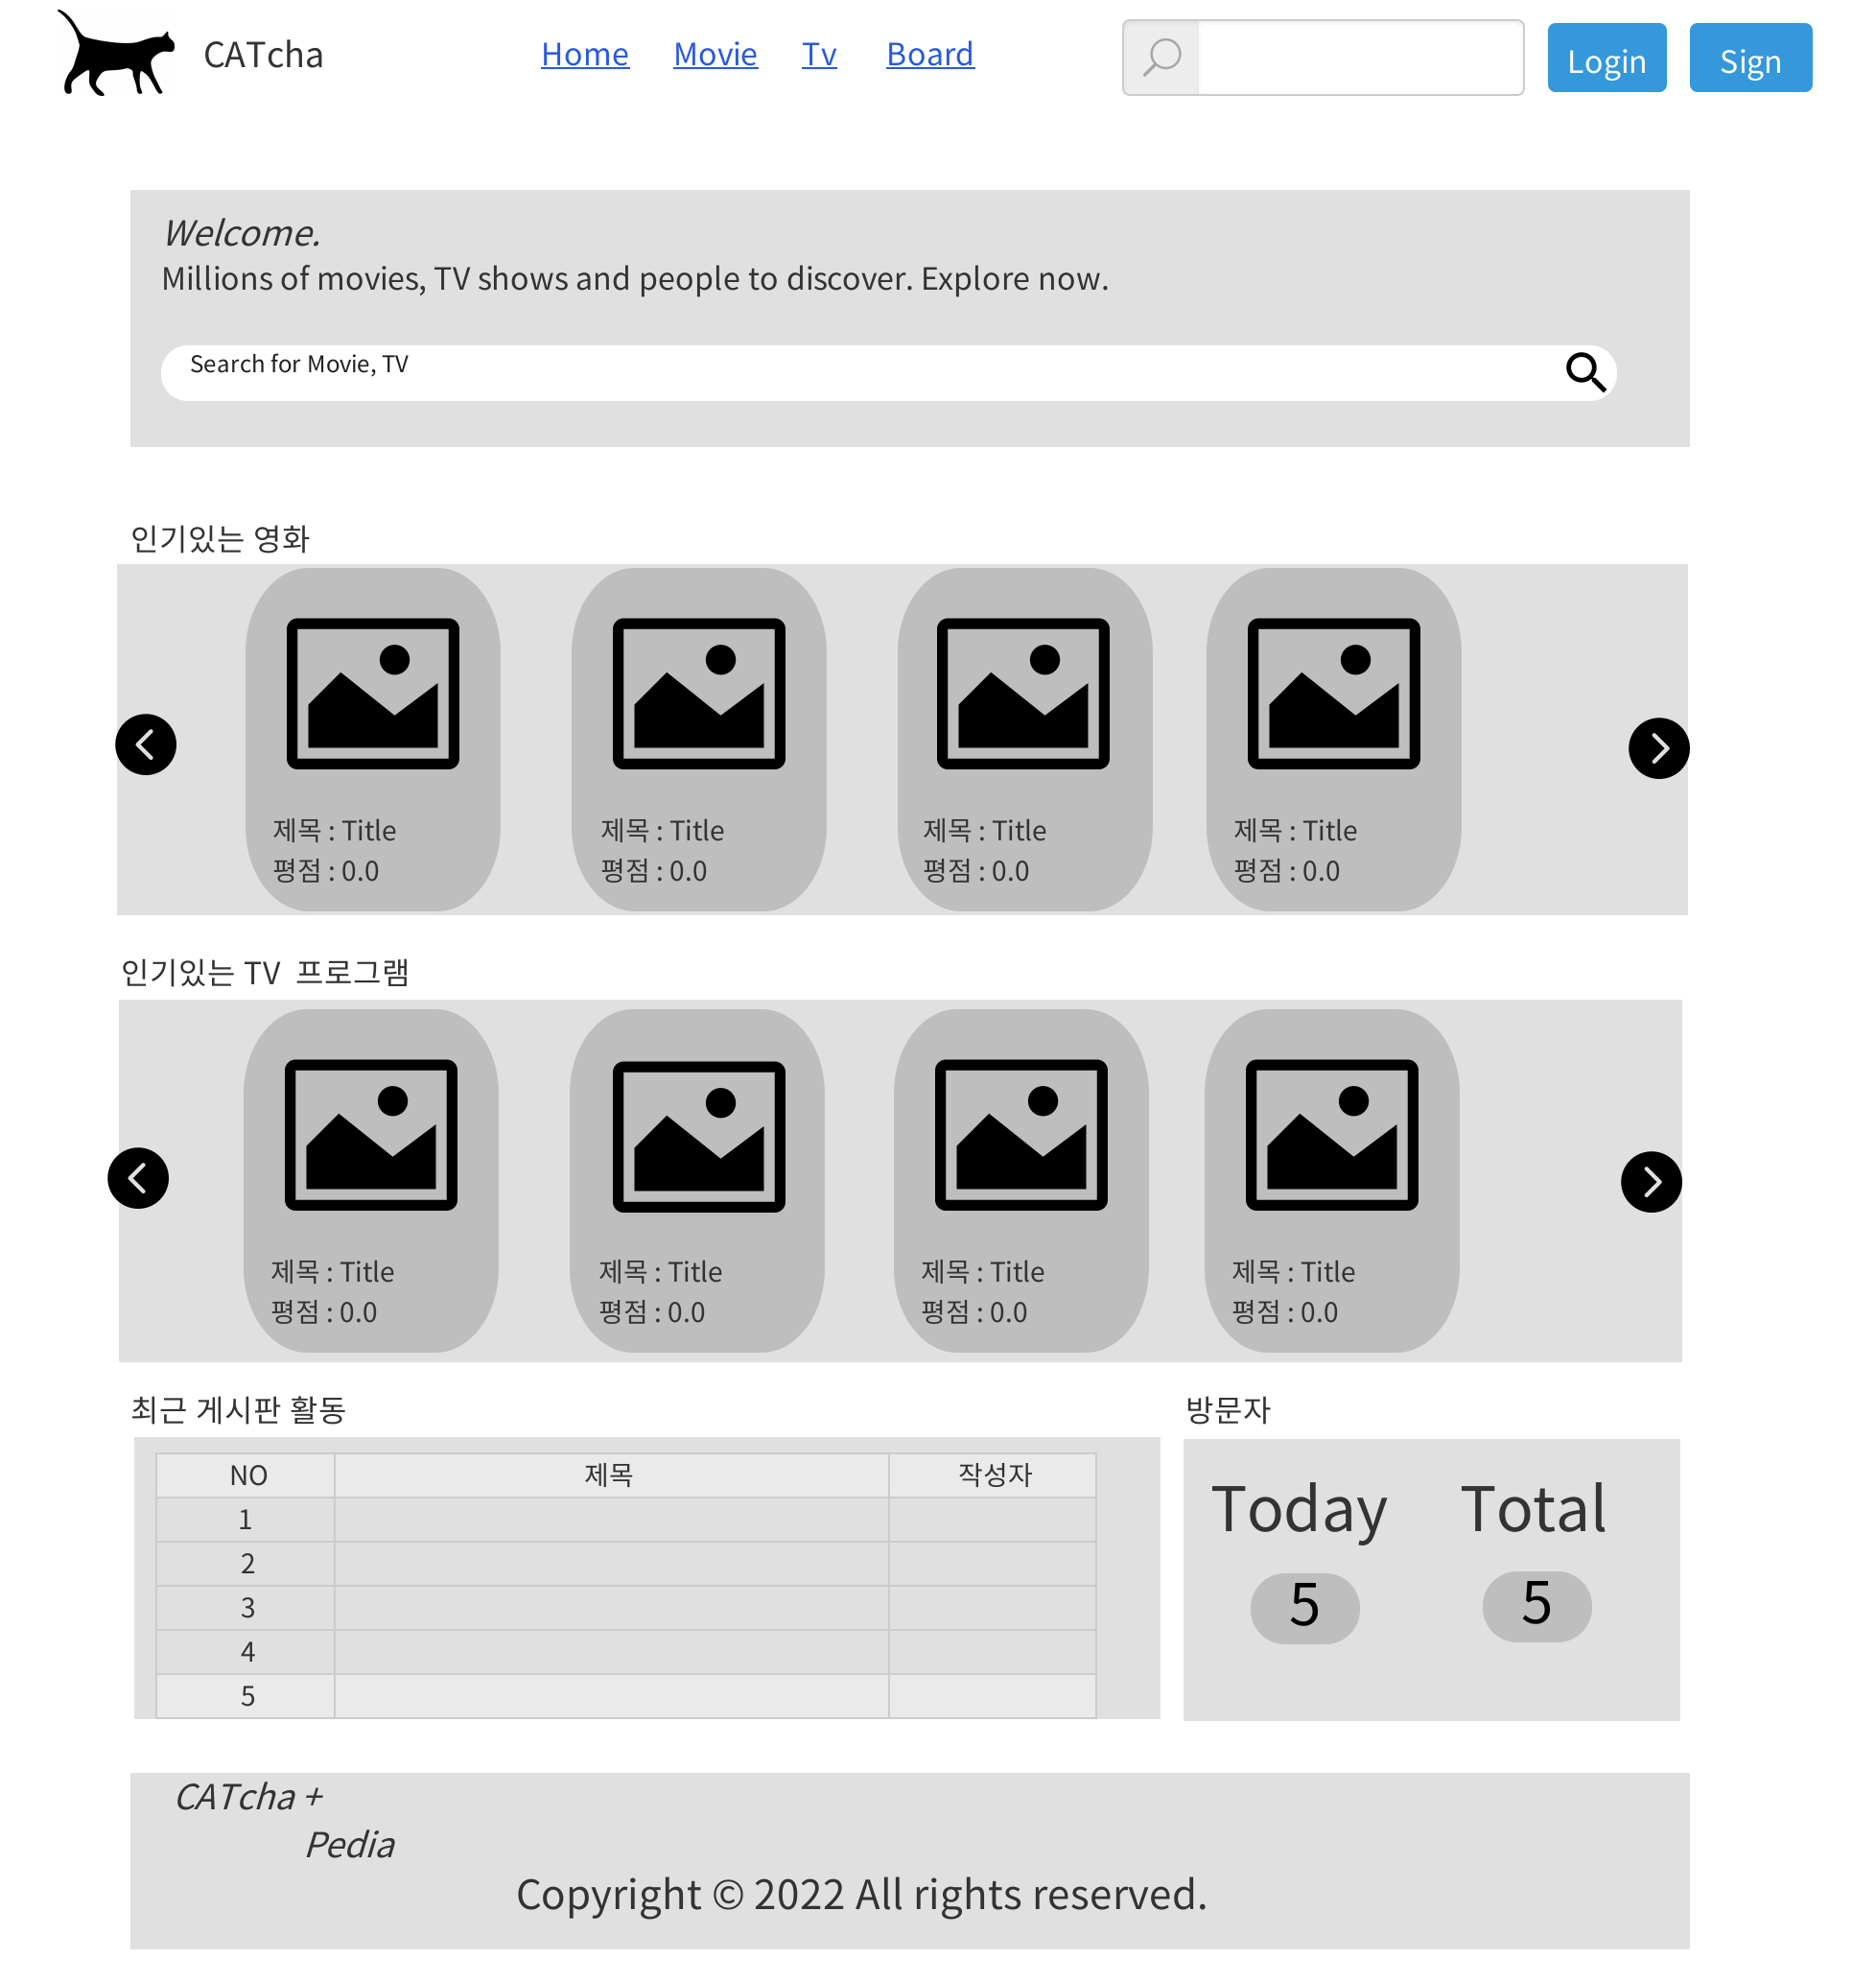 CATcha Home Movie Tv Board Login Sign
Welcome.
Millions of movies, TV shows and people to discover. Explore now.
Search for Movie, TV
인기있는 영화
제목 : Title 제목 : Title 제목 : Title 제목 : Title
평점 : 0.0 평점 : 0.0 평점 : 0.0 평점 : 0.0
인기있는 TV 프로그램
제목 : Title 제목 : Title 제목 : Title 제목 : Title
평점 : 0.0 평점 : 0.0 평점 : 0.0 평점 : 0.0
최근 게시판 활동
NO 제목 작성자
1
2
3
4
5
방문자
Today Total
5 5
CATcha +
Pedia
Copyright © 2022 All rights reserved.